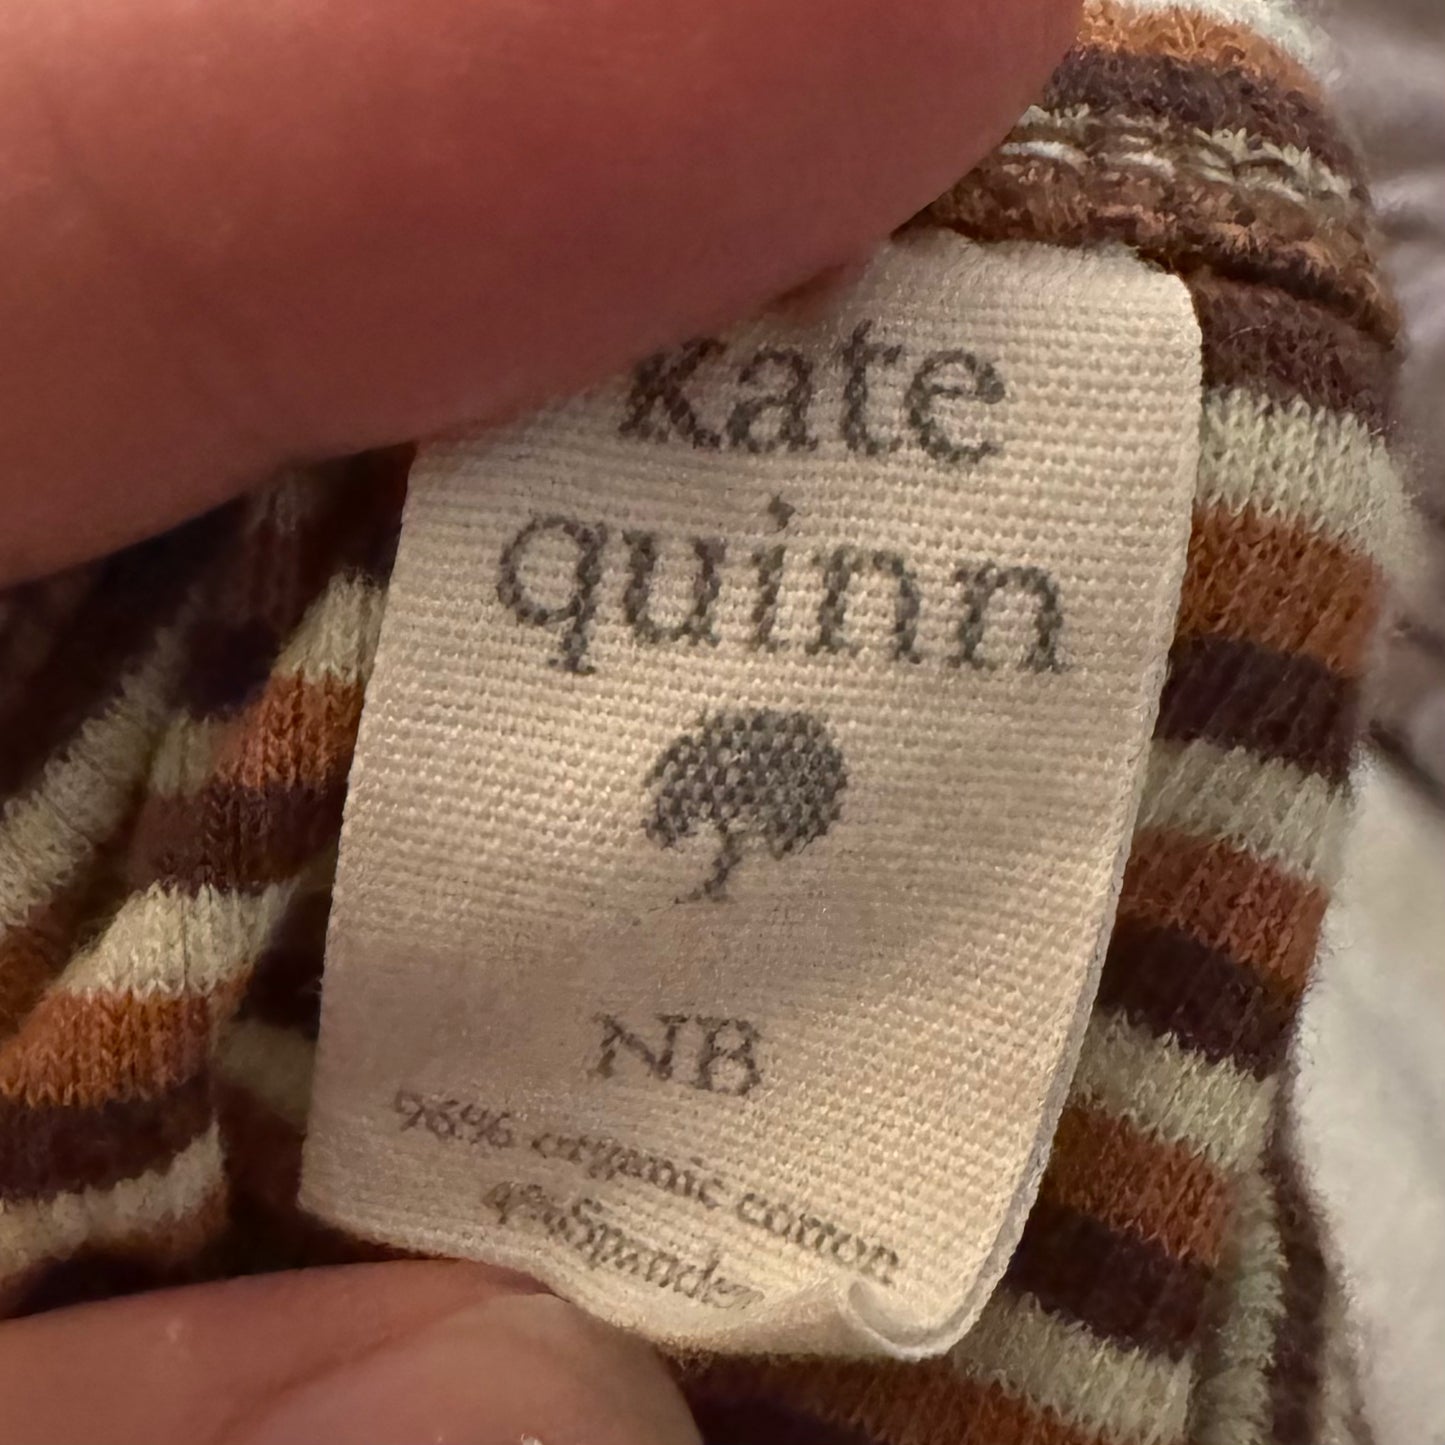 kate
quinn
NB
96% organic cotton
4% Spandex